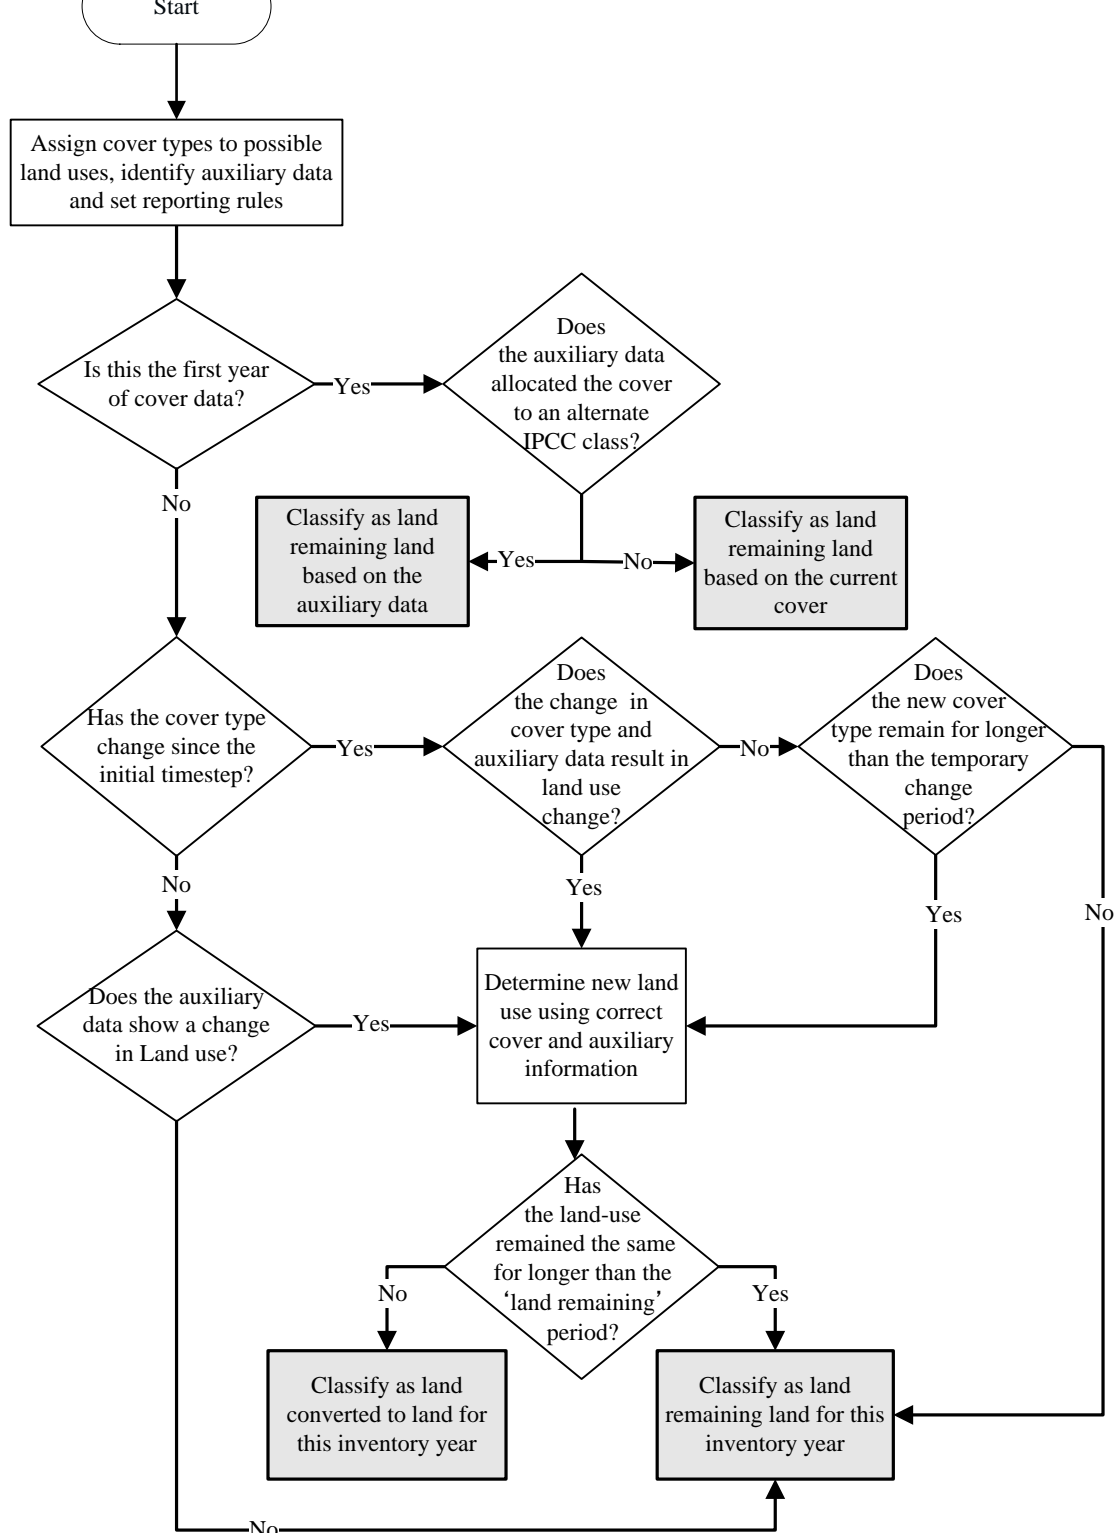 Start
Assign cover types to possible
land uses, identify auxiliary data
and set reporting rules
Is this the first year
of cover data?
Yes
Does
the auxiliary data
allocated the cover
to an alternate
IPCC class?
No
Classify as land
remaining land
based on the
auxiliary data
Yes
No
Classify as land
remaining land
based on the current
cover
Has the cover type
change since the
initial timestep?
Yes
Does
the change in
cover type and
auxiliary data result in
land use
change?
No
Does
the new cover
type remain for longer
than the temporary
change
period?
No
Yes
Yes
No
Does the auxiliary
data show a change
in Land use?
Yes
Determine new land
use using correct
cover and auxiliary
information
Has
the land-use
remained the same
for longer than the
‘land remaining’
period?
No
Yes
Classify as land
converted to land for
this inventory year
Classify as land
remaining land for this
inventory year
No